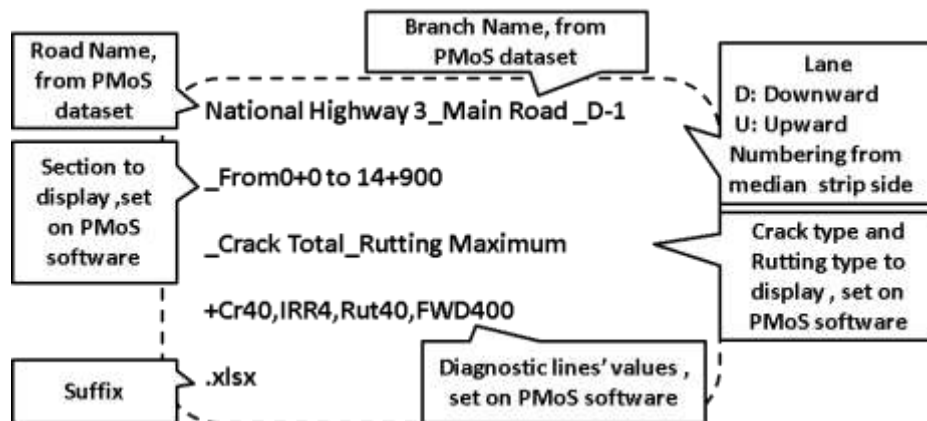 Road Name,
from PMoS
dataset
Branch Name, from
PMoS dataset
Lane
D: Downward
U: Upward
Numbering from
median strip side
National Highway 3_Main Road _D-1
Section to
display ,set
on PMoS
software
_From0+0 to 14+900
_Crack Total_Rutting Maximum
Crack type and
Rutting type to
display , set on
PMoS software
+Cr40,IRR4,Rut40,FWD400
Diagnostic lines' values ,
set on PMoS software
Suffix
.xlsx